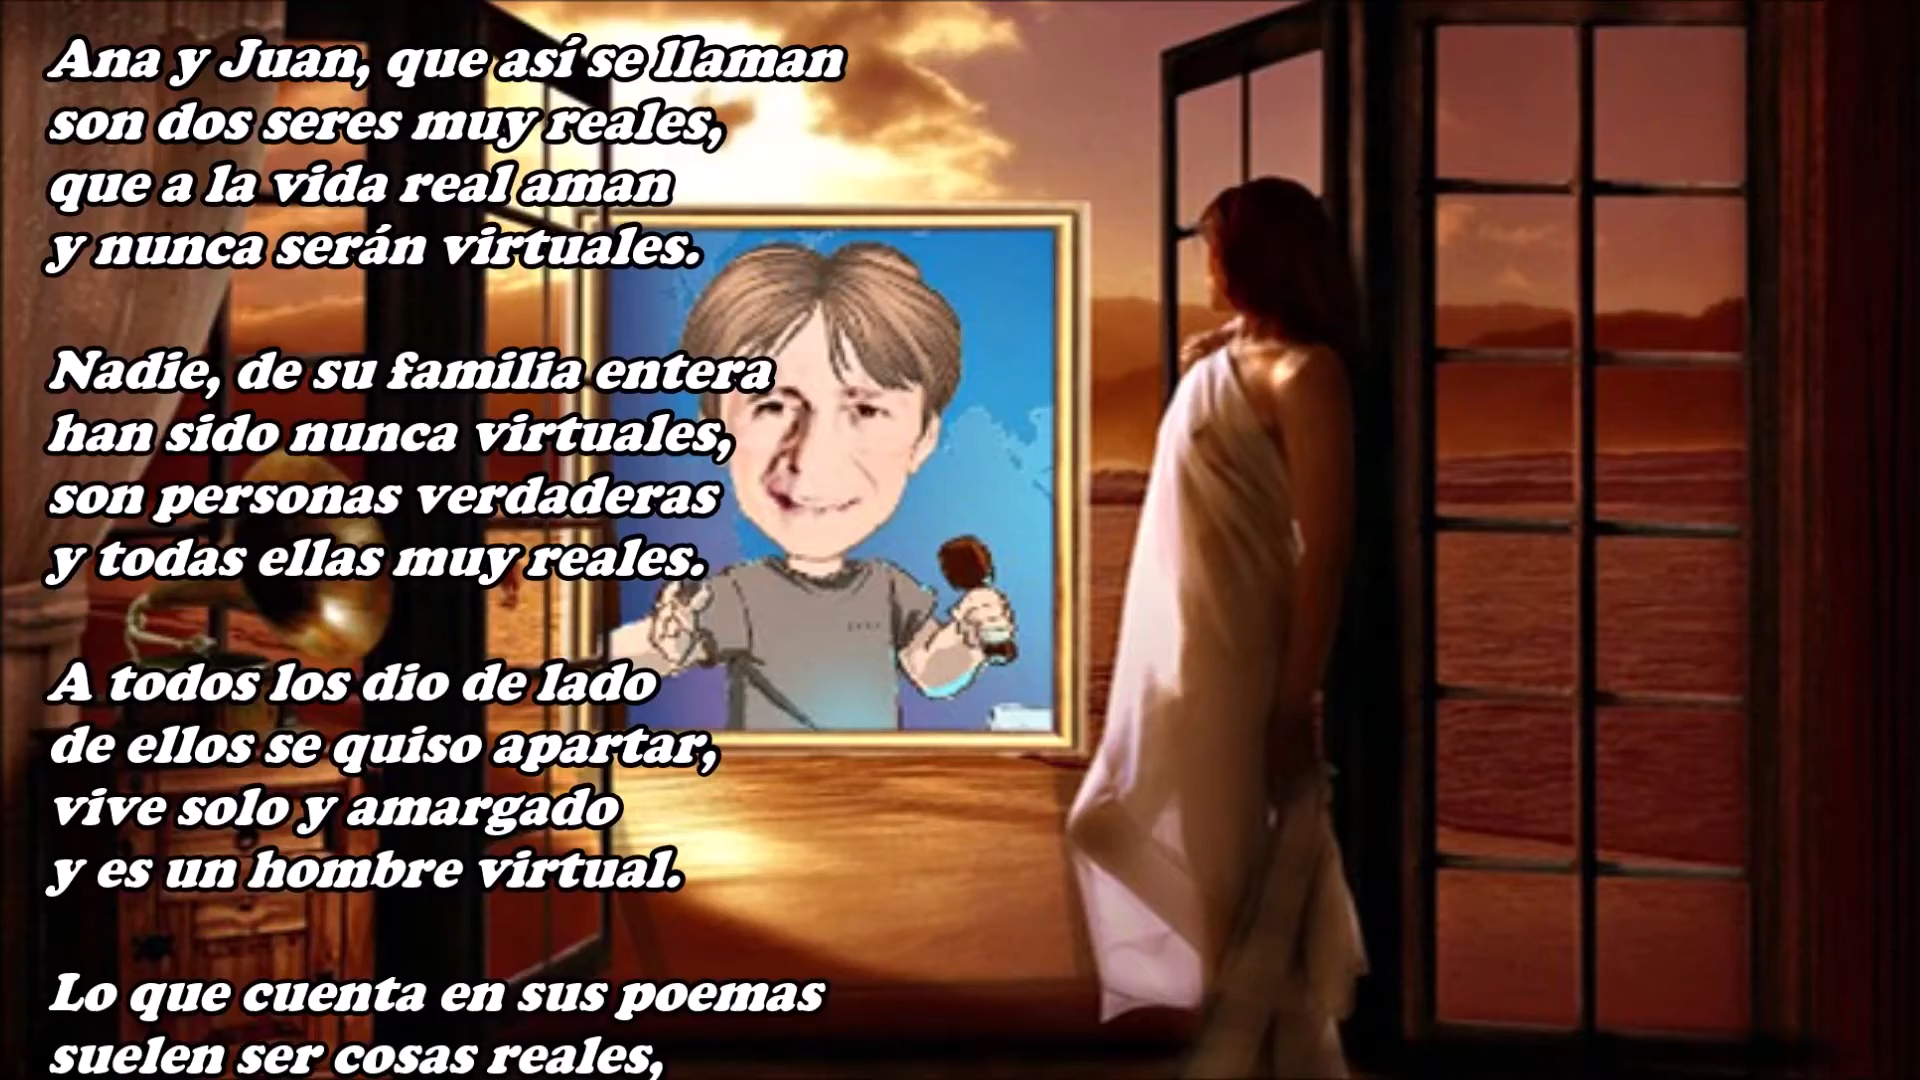 Ana y Juan, que así se llaman
son dos seres muy reales,
que a la vida real aman
y nunca serán virtuales.
Nadie, de su familia entera
han sido nunca virtuales,
son personas verdaderas
y todas ellas muy reales.
A todos los dio de lado
de ellos se quiso apartar,
vive solo y amargado
y es un hombre virtual.
Lo que cuenta en sus poemas
suelen ser cosas reales,